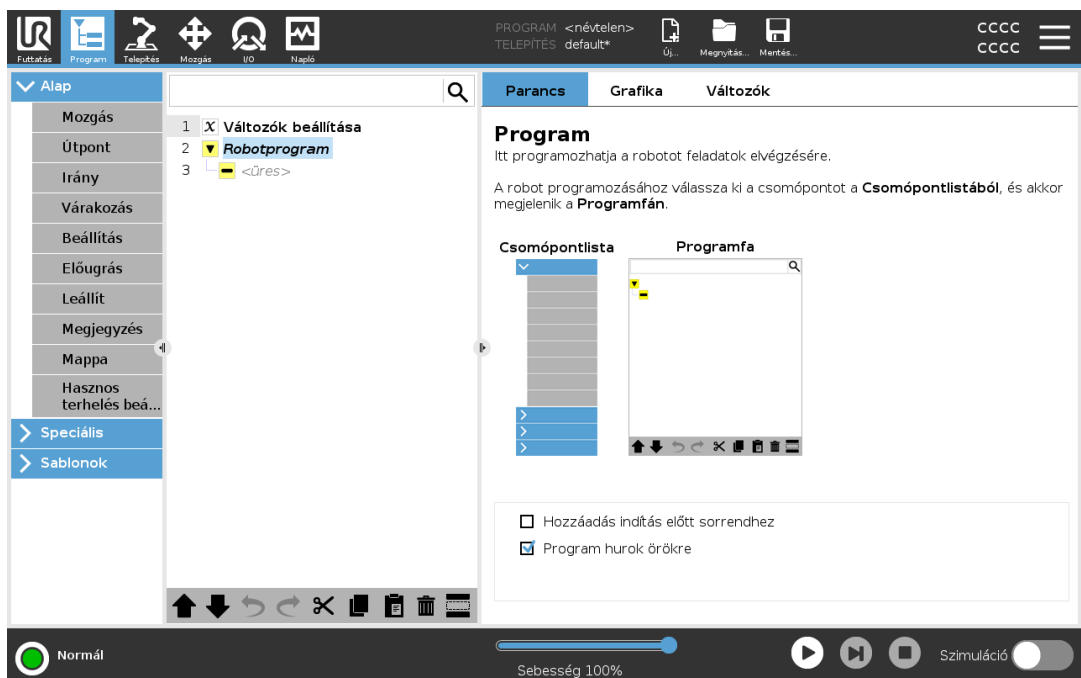 PROGRAM <névtelen>
TELEPÍTÉS default*
Futtatás Program Telepítés Mozgás I/O Napló
Új... Megnyitás... Mentés...
CCCC
CCCC
Alap
Mozgás
Útpont
Irány
Várakozás
Beállítás
Előugrás
Leállít
Megjegyzés
Mappa
Hasznos
terhelés beá...
Speciális
Sablonok
1 x Változók beállítása
2 Robotprogram
3 <üres>
Parancs Grafika Változók
Program
Itt programozhatja a robotot feladatok elvégzésére.
A robot programozásához válassza ki a csomópontot a Csomópontlistából, és akkor
megjelenik a Programfán.
Csomópontlista Programfa
Hozzáadás indítás előtt sorrendhez
Program hurok örökre
Normál
Sebesség 100%
Szimuláció